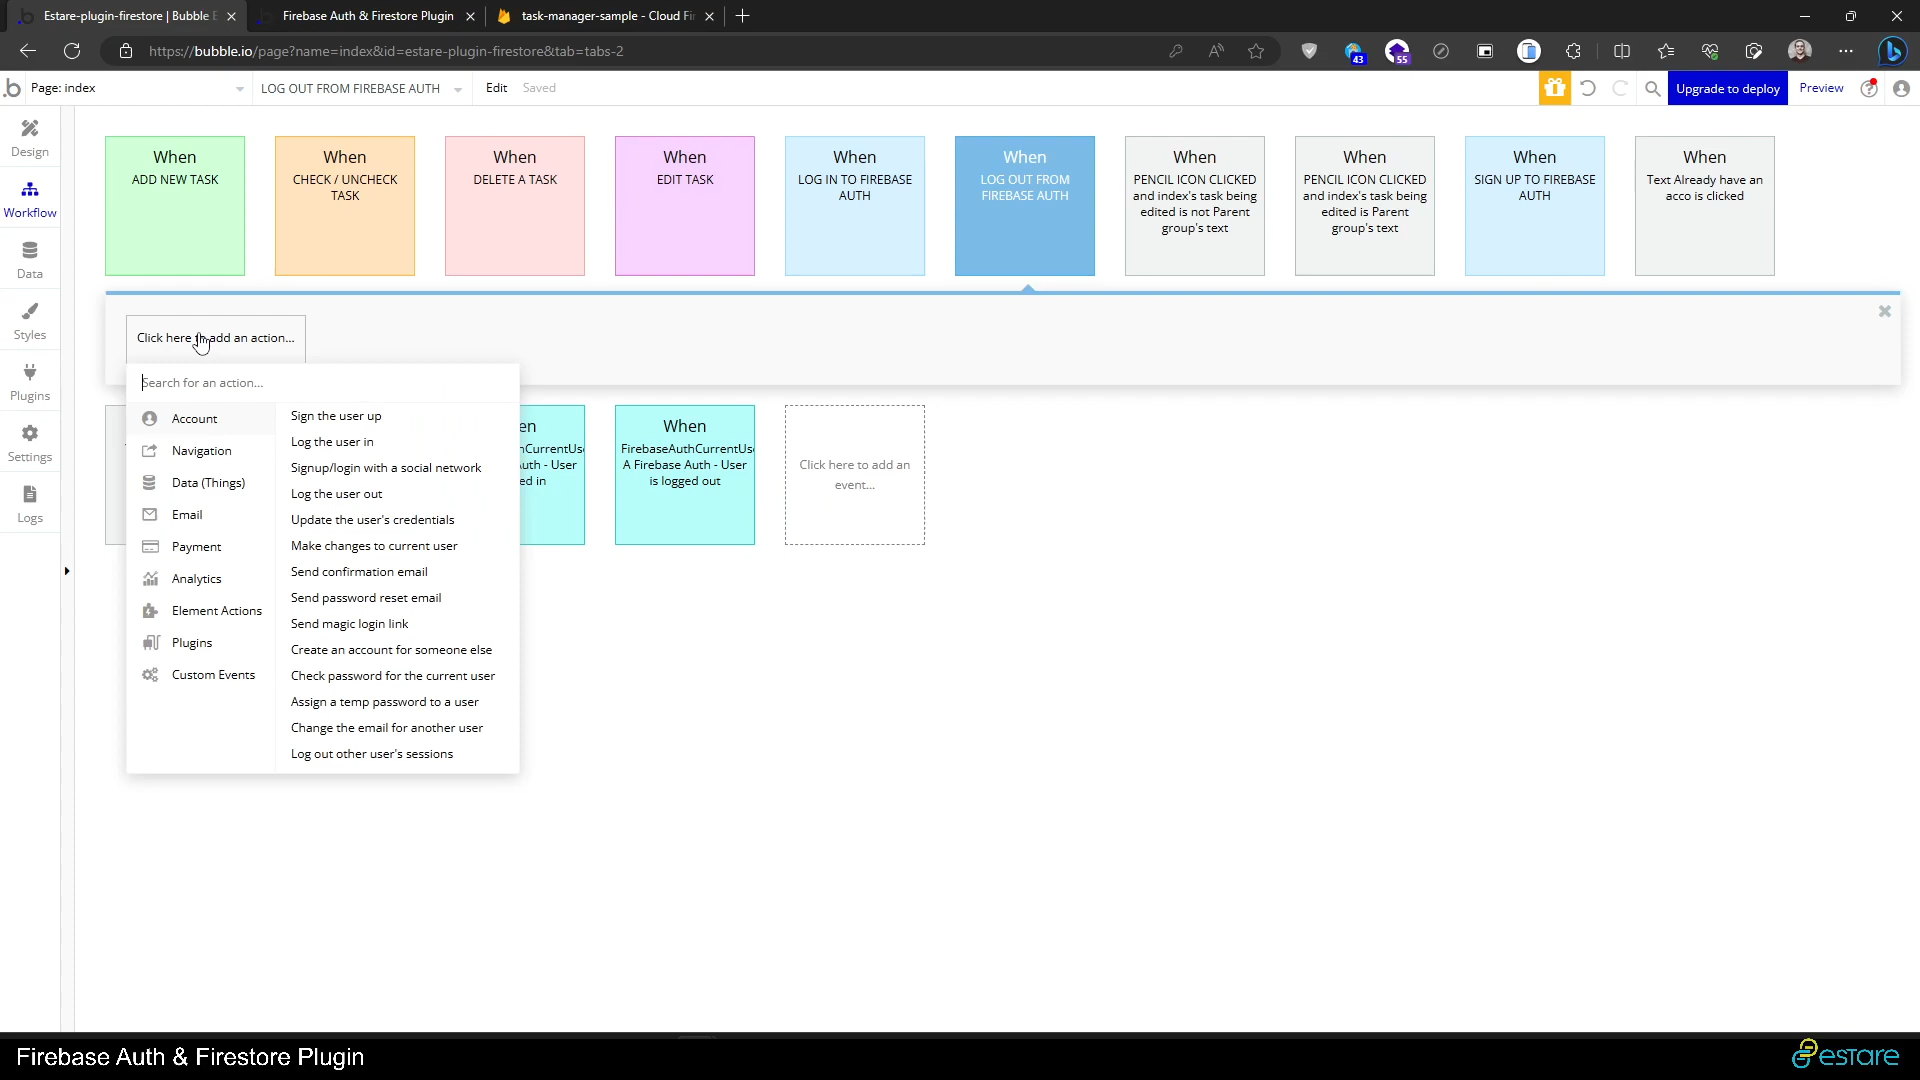 Estare-plugin-firestore | Bubble E
Firebase Auth & Firestore Plugin
task-manager-sample - Cloud Fi
https://bubble.io/page?name=index&id=estare-plugin-firestore&tab=tabs-2
43
55
Page: index
LOG OUT FROM FIREBASE AUTH
Edit
Saved
Upgrade to deploy
Preview
Design
Workflow
Data
Styles
Plugins
Settings
Logs
When
ADD NEW TASK
When
CHECK / UNCHECK
TASK
When
DELETE A TASK
When
EDIT TASK
When
LOG IN TO FIREBASE
AUTH
When
LOG OUT FROM
FIREBASE AUTH
When
PENCIL ICON CLICKED
and index's task being
edited is not Parent
group's text
When
PENCIL ICON CLICKED
and index's task being
edited is Parent
group's text
When
SIGN UP TO FIREBASE
AUTH
When
Text Already have an
acco is clicked
Click here to add an action...
Search for an action...
Account
Navigation
Data (Things)
Email
Payment
Analytics
Element Actions
Plugins
Custom Events
Sign the user up
Log the user in
Signup/login with a social network
Log the user out
Update the user's credentials
Make changes to current user
Send confirmation email
Send password reset email
Send magic login link
Create an account for someone else
Check password for the current user
Assign a temp password to a user
Change the email for another user
Log out other user's sessions
en
nCurrentUse
uth - User
ed in
When
FirebaseAuthCurrentUse
A Firebase Auth - User
is logged out
Click here to add an
event...
Firebase Auth & Firestore Plugin
estare